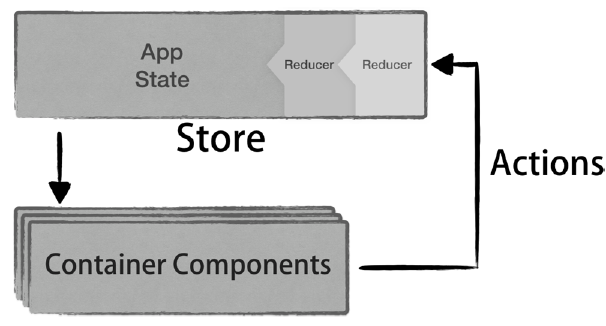 App
State
Reducer
Reducer
Store
Actions
Container Components